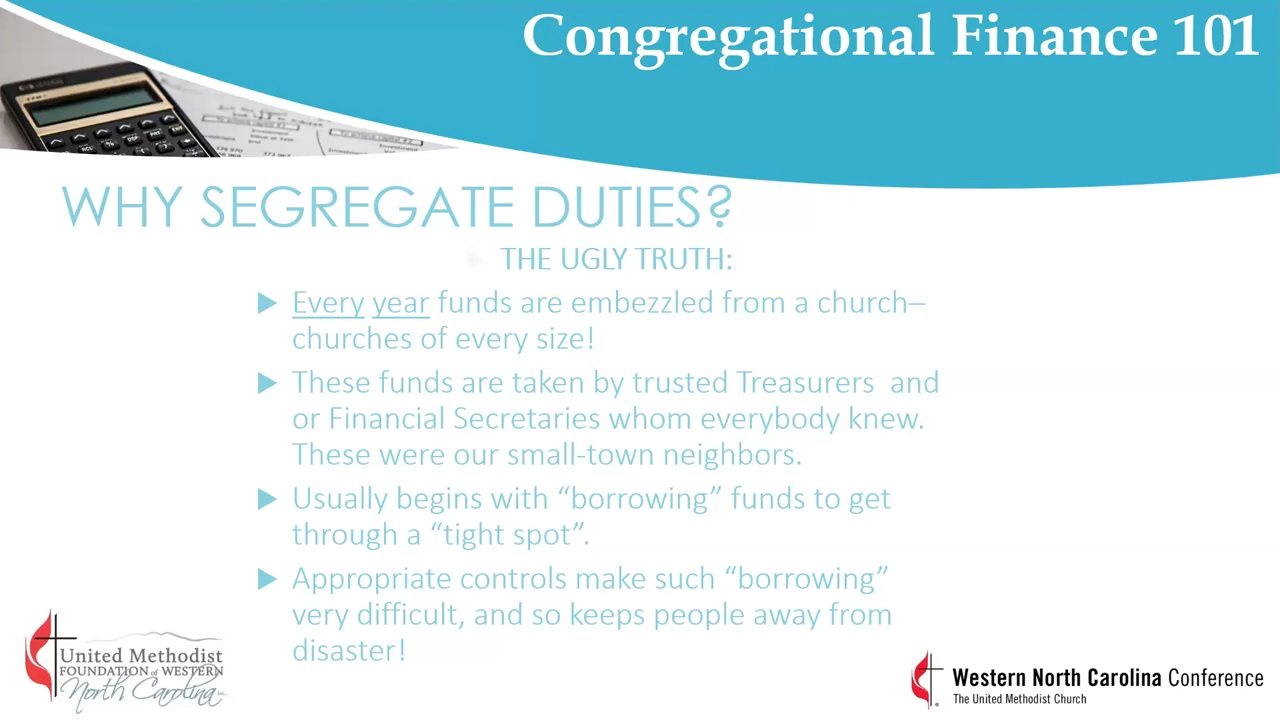 Congregational Finance 101
WHY SEGREGATE DUTIES?
THE UGLY TRUTH:
Every year funds are embezzled from a church–
churches of every size!
These funds are taken by trusted Treasurers and
or Financial Secretaries whom everybody knew.
These were our small-town neighbors.
Usually begins with “borrowing” funds to get
through a “tight spot”.
Appropriate controls make such “borrowing”
very difficult, and so keeps people away from
disaster!
United Methodist
FOUNDATION of WESTERN
North Carolina
Western North Carolina Conference
The United Methodist Church